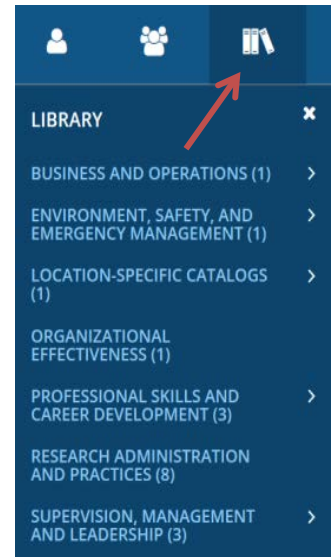 LIBRARY
BUSINESS AND OPERATIONS (1)
ENVIRONMENT, SAFETY, AND
EMERGENCY MANAGEMENT (1)
LOCATION-SPECIFIC CATALOGS
(1)
ORGANIZATIONAL
EFFECTIVENESS (1)
PROFESSIONAL SKILLS AND
CAREER DEVELOPMENT (3)
RESEARCH ADMINISTRATION
AND PRACTICES (8)
SUPERVISION, MANAGEMENT
AND LEADERSHIP (3)